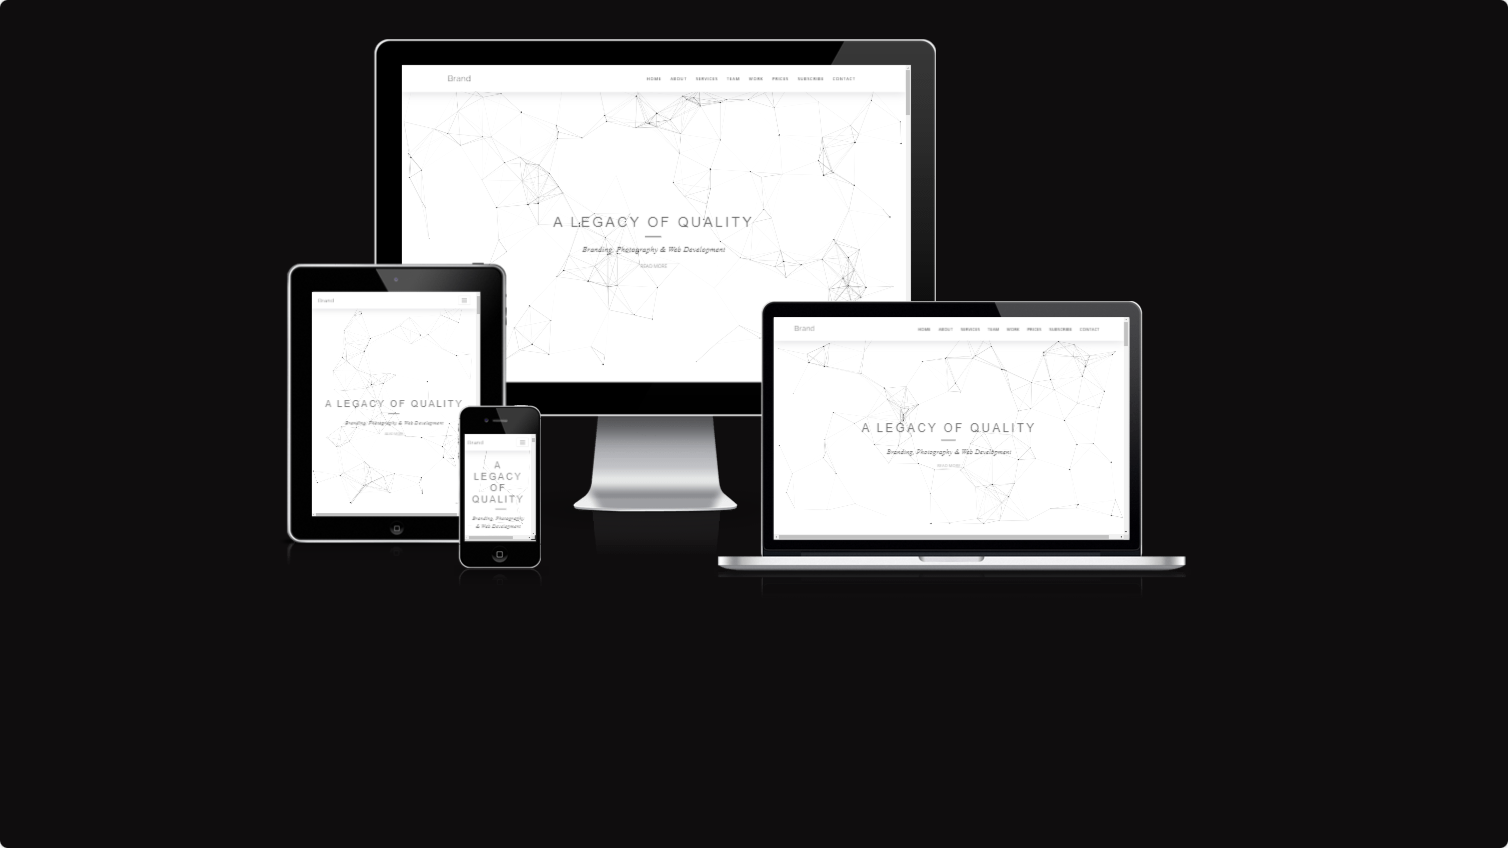 Brand
HOME ABOUT SERVICES TEAM WORK PRICES SUBSCRIBE CONTACT
A LEGACY OF QUALITY
Branding, Photography & Web Development
READ MORE
Brand
A LEGACY OF QUALITY
Branding, Photography & Web Development
READ MORE
Brand
A
LEGACY
OF
QUALITY
Branding, Photography
& Web Development
Brand
HOME ABOUT SERVICES TEAM WORK PRICES SUBSCRIBE CONTACT
A LEGACY OF QUALITY
Branding, Photography & Web Development
READ MORE